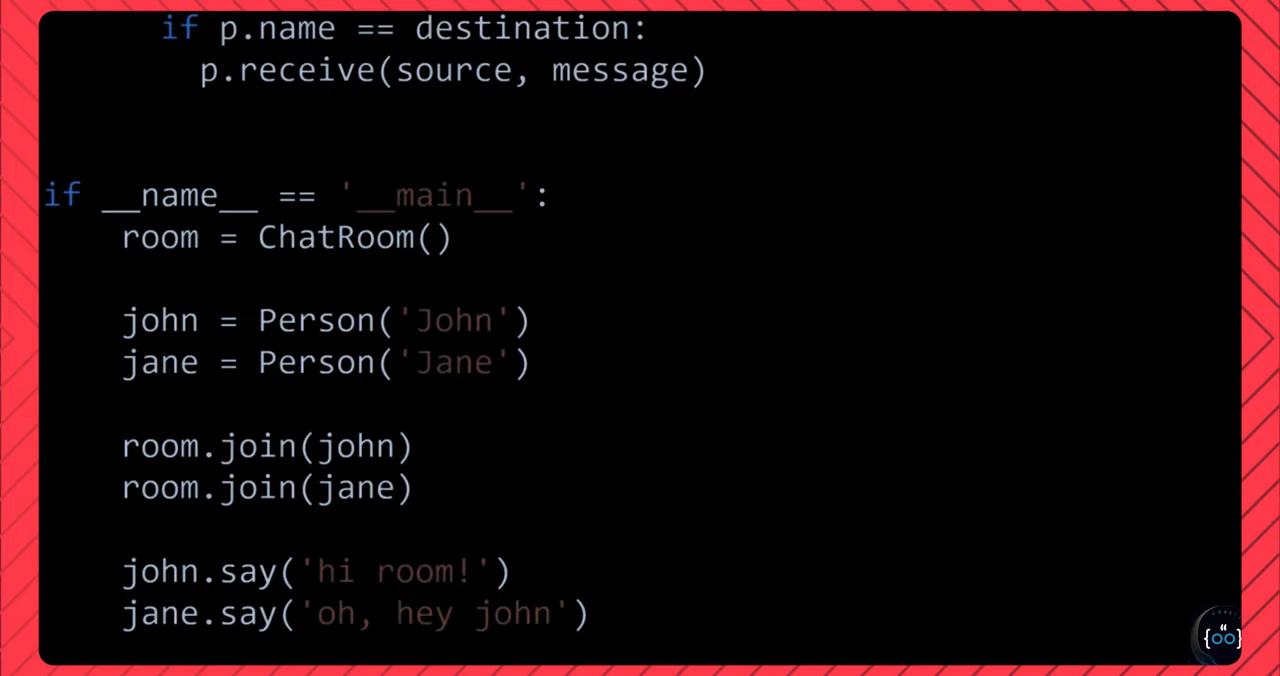 if p.name == destination:
p.receive(source, message)
if __name__ == '__main__':
room = ChatRoom()
john = Person('John')
jane = Person('Jane')
room.join(john)
room.join(jane)
john.say('hi room!')
jane.say('oh, hey john')
{oo}